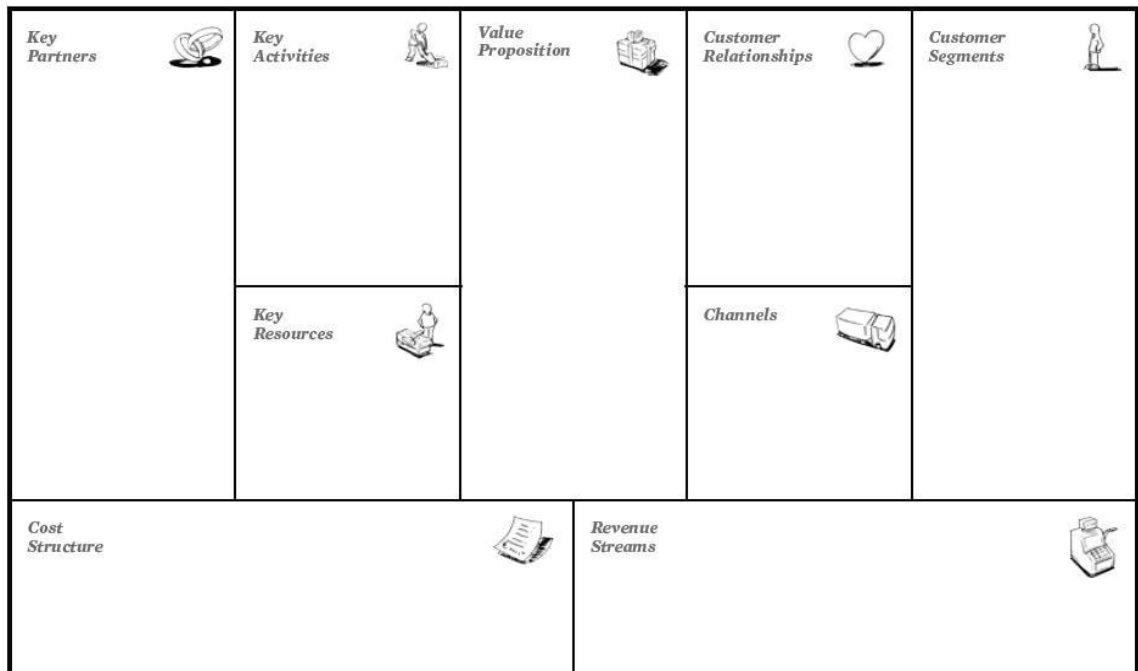 Key
Partners
Key
Activities
Value
Proposition
Customer
Relationships
Customer
Segments
Key
Resources
Channels
Cost
Structure
Revenue
Streams